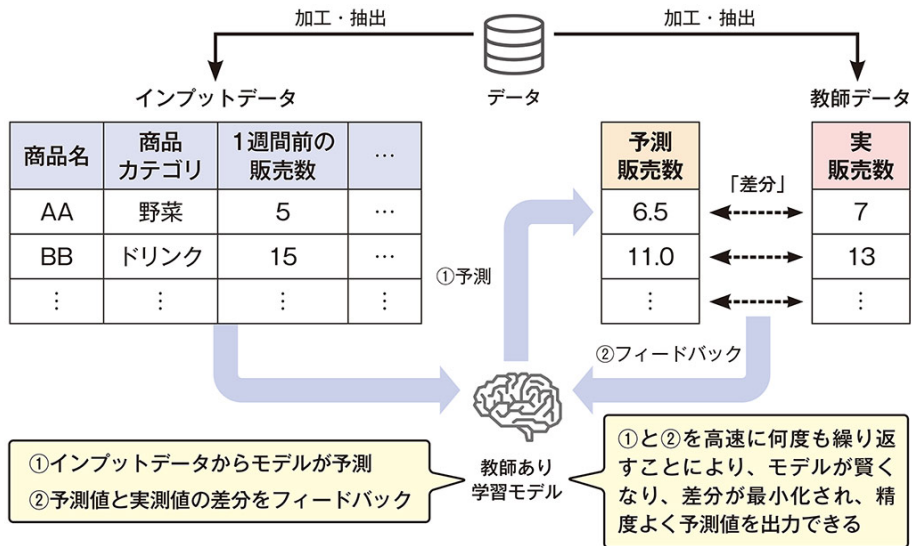 加工・抽出
加工・抽出
インプットデータ
データ
教師データ
商品名
商品
カテゴリ
1週間前の
販売数
…
AA
野菜
5
…
BB
ドリンク
15
…
⋮
⋮
⋮
⋮
予測
販売数
6.5
11.0
⋮
「差分」
実
販売数
7
13
⋮
①予測
②フィードバック
教師あり
学習モデル
①インプットデータからモデルが予測
②予測値と実測値の差分をフィードバック
①と②を高速に何度も繰り返
すことにより、モデルが賢く
なり、差分が最小化され、精
度よく予測値を出力できる